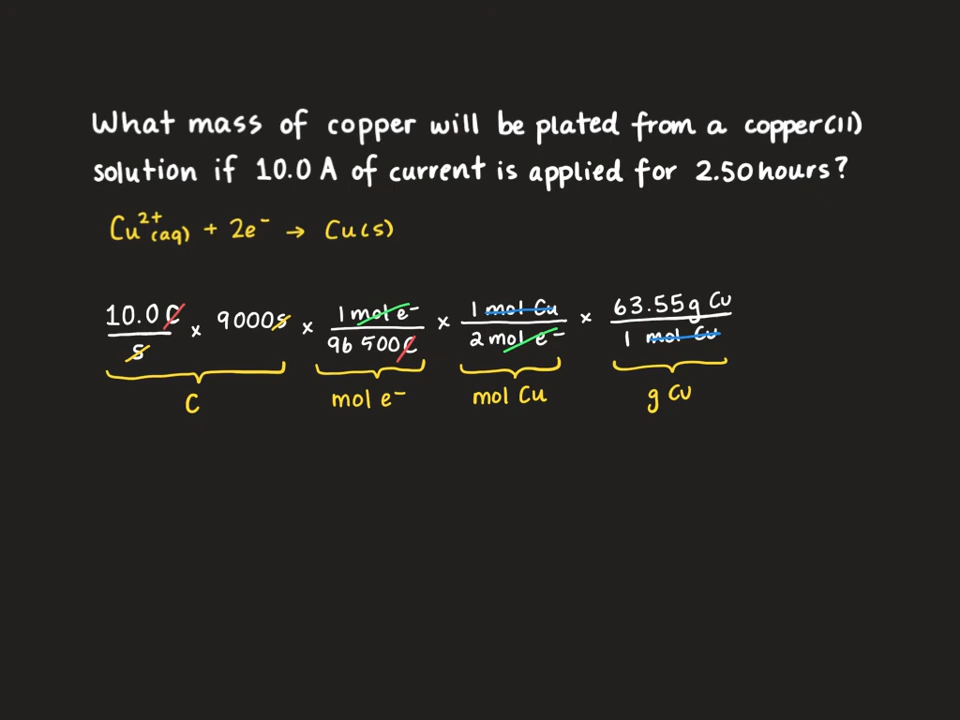 What mass of copper will be plated from a copper(II)
solution if 10.0 A of current is applied for 2.50 hours?
Cu²⁺(aq) + 2e⁻ → Cu(s)
10.0 C / s × 9000 s × 1 mol e⁻ / 96 500 C × 1 mol Cu / 2 mol e⁻ × 63.55 g Cu / 1 mol Cu
C mol e⁻ mol Cu g Cu